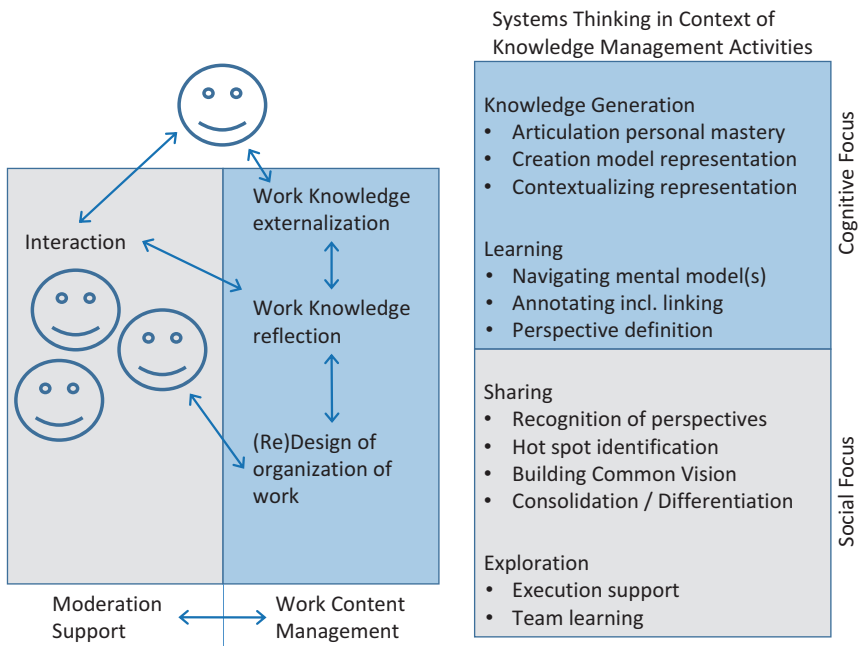 Systems Thinking in Context of
Knowledge Management Activities
Work Knowledge
externalization
Interaction
Work Knowledge
reflection
(Re)Design of
organization of
work
Moderation
Support
Work Content
Management
Knowledge Generation
• Articulation personal mastery
• Creation model representation
• Contextualizing representation
Learning
• Navigating mental model(s)
• Annotating incl. linking
• Perspective definition
Cognitive Focus
Sharing
• Recognition of perspectives
• Hot spot identification
• Building Common Vision
• Consolidation / Differentiation
Exploration
• Execution support
• Team learning
Social Focus